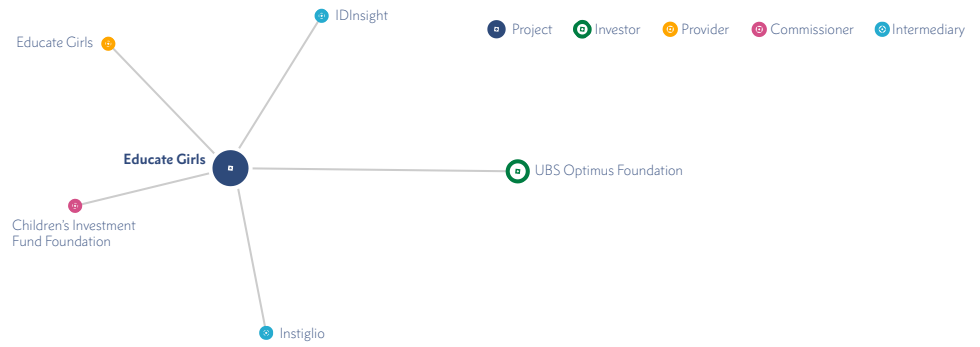 IDInsight
Project
Investor
Provider
Commissioner
Intermediary
Educate Girls
Educate Girls
UBS Optimus Foundation
Children's Investment
Fund Foundation
Instiglio